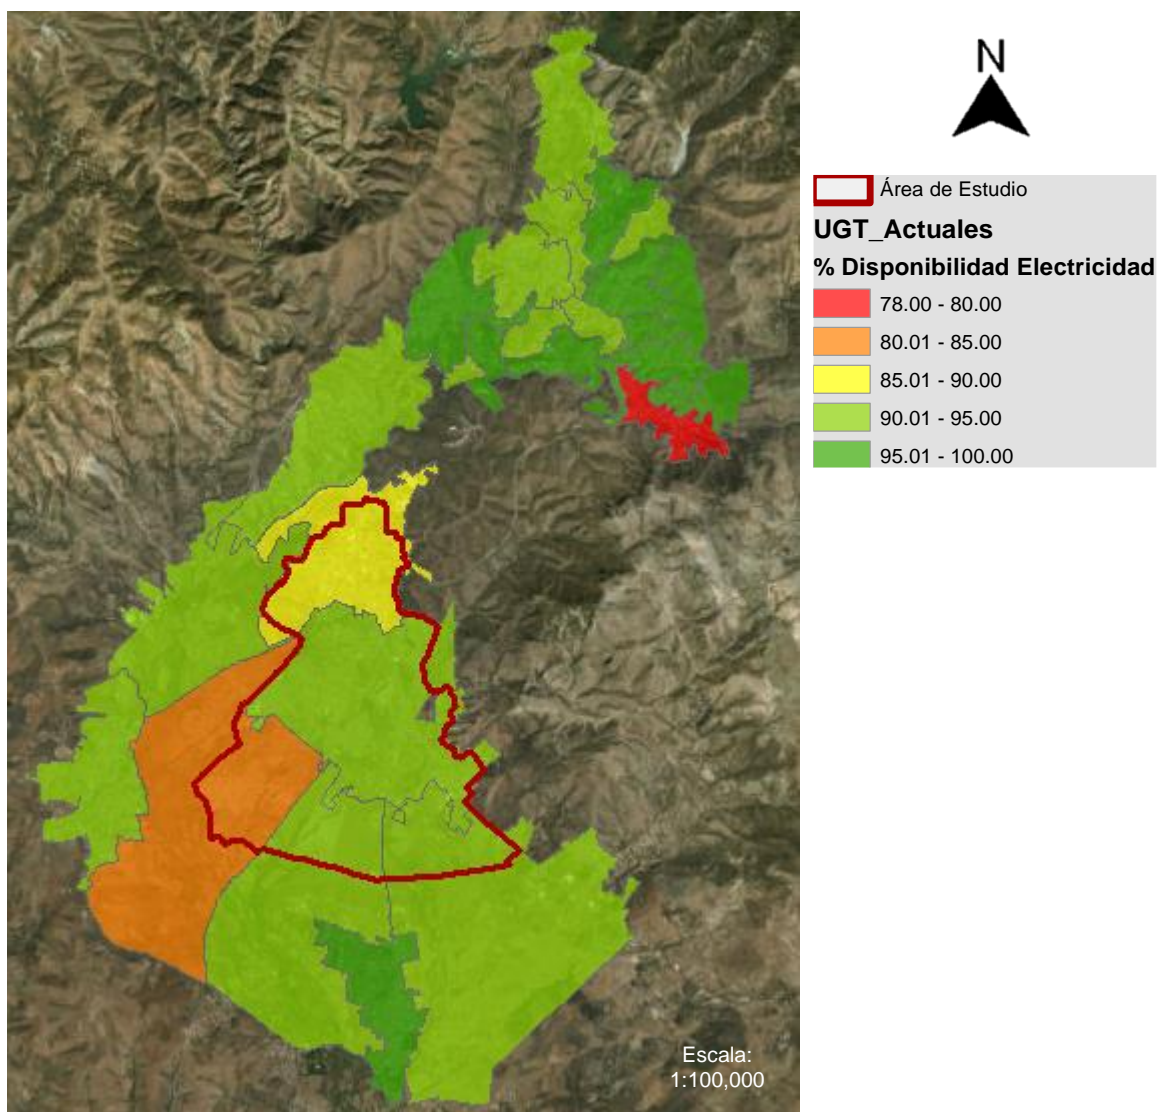 N
Área de Estudio
UGT_Actuales
% Disponibilidad Electricidad
78.00 - 80.00
80.01 - 85.00
85.01 - 90.00
90.01 - 95.00
95.01 - 100.00
Escala:
1:100,000